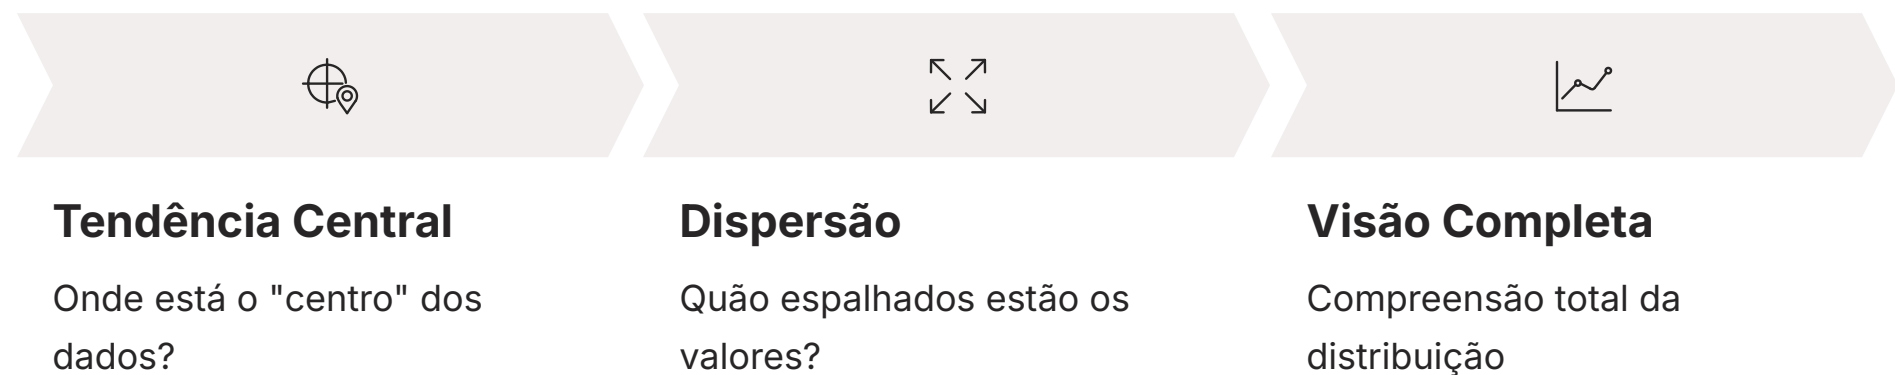 Tendência Central
Onde está o "centro" dos
dados?
Dispersão
Quão espalhados estão os
valores?
Visão Completa
Compreensão total da
distribuição